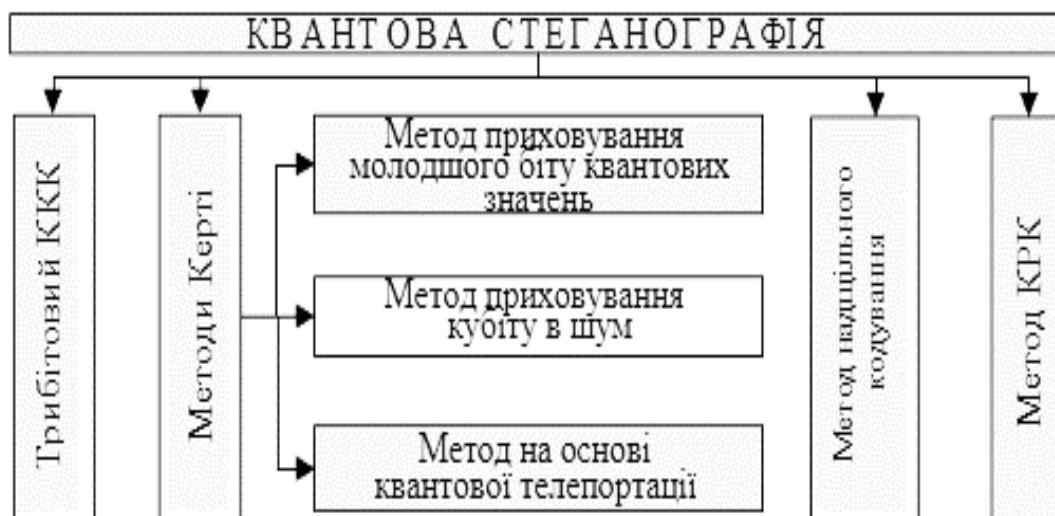 КВАНТОВА СТЕГАНОГРАФІЯ
Трибітовий ККК
Методи Керті
Метод приховування
молодшого біту квантових
значень
Метод приховування
кубіту в шум
Метод на основі
квантової телепортації
Метод надщільного
кодування
Метод КРК